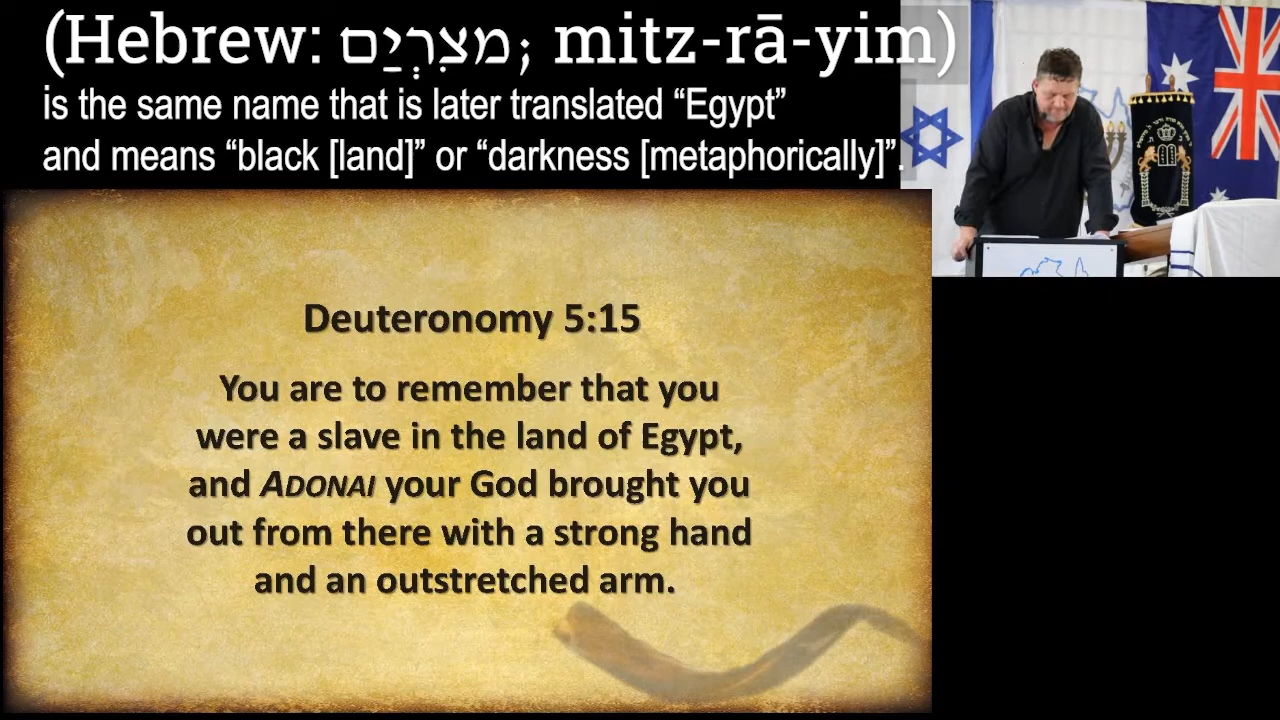 (Hebrew: מִצְרַיִם; mitz-rā-yim)
is the same name that is later translated “Egypt”
and means “black [land]” or “darkness [metaphorically]”.
Deuteronomy 5:15
You are to remember that you
were a slave in the land of Egypt,
and ADONAI your God brought you
out from there with a strong hand
and an outstretched arm.